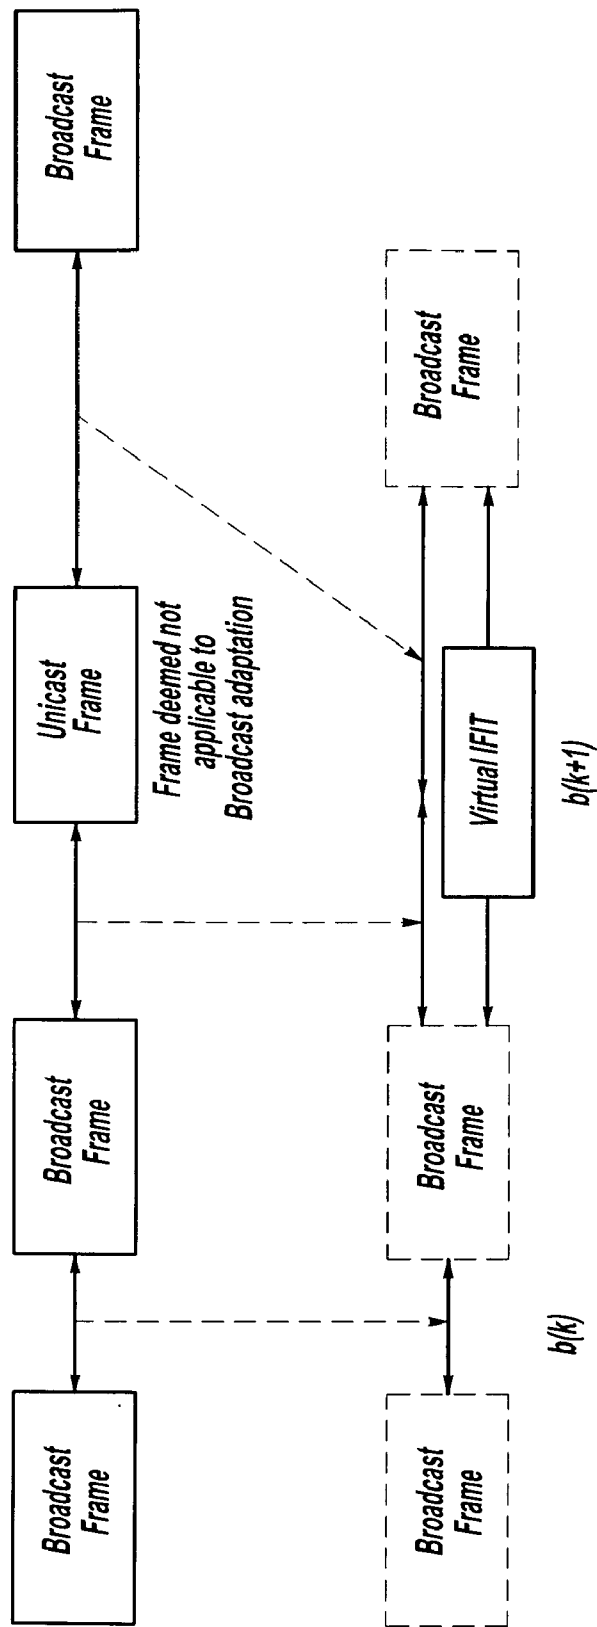 Broadcast
Frame
Broadcast
Frame
Unicast
Frame
Broadcast
Frame
Frame deemed not
applicable to
Broadcast adaptation
Broadcast
Frame
Broadcast
Frame
Broadcast
Frame
Virtual IFIT
b(k)
b(k+1)